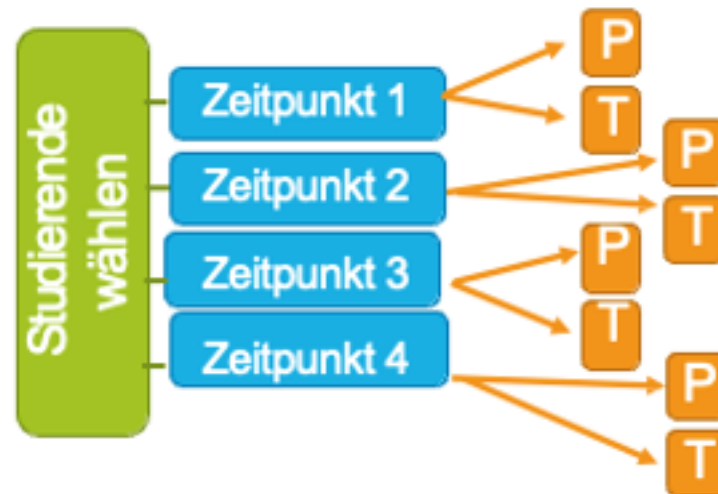 Studierende
wählen
Zeitpunkt 1
P
T
Zeitpunkt 2
P
T
Zeitpunkt 3
P
T
Zeitpunkt 4
P
T